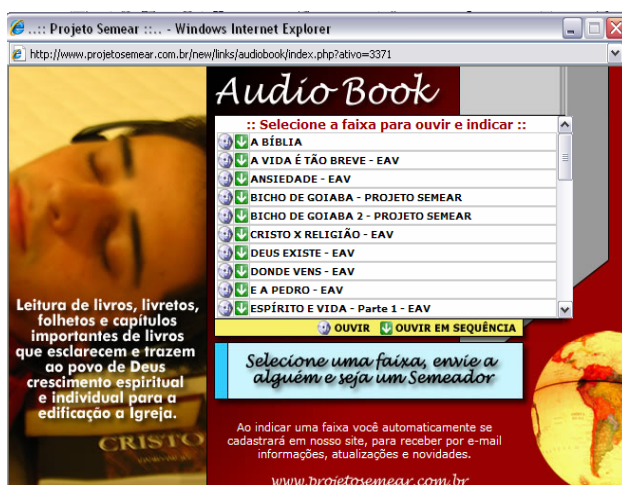 ..:: Projeto Semear ::... - Windows Internet Explorer
http://www.projetosemear.com.br/new/links/audiobook/index.php?ativo=3371
Audio Book
:: Selecione a faixa para ouvir e indicar ::
A BÍBLIA
A VIDA É TÃO BREVE - EAV
ANSIEDADE - EAV
BICHO DE GOIABA - PROJETO SEMEAR
BICHO DE GOIABA 2 - PROJETO SEMEAR
CRISTO X RELIGIÃO - EAV
DEUS EXISTE - EAV
DONDE VENS - EAV
E A PEDRO - EAV
ESPÍRITO E VIDA - Parte 1 - EAV
OUVIR OUVIR EM SEQUÊNCIA
Leitura de livros, livretos,
folhetos e capítulos
importantes de livros
que esclarecem e trazem
ao povo de Deus
crescimento espiritual
e individual para a
edificação a Igreja.
CRISTO
Selecione uma faixa, envie a
alguém e seja um Semeador
Ao indicar uma faixa você automaticamente se
cadastrará em nosso site, para receber por e-mail
informações, atualizações e novidades.
www.projetosemear.com.br